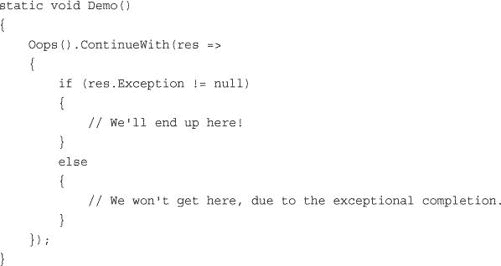 static void Demo()
{
    Oops().ContinueWith(res =>
    {
        if (res.Exception != null)
        {
            // We'll end up here!
        }
        else
        {
            // We won't get here, due to the exceptional completion.
        }
    });
}